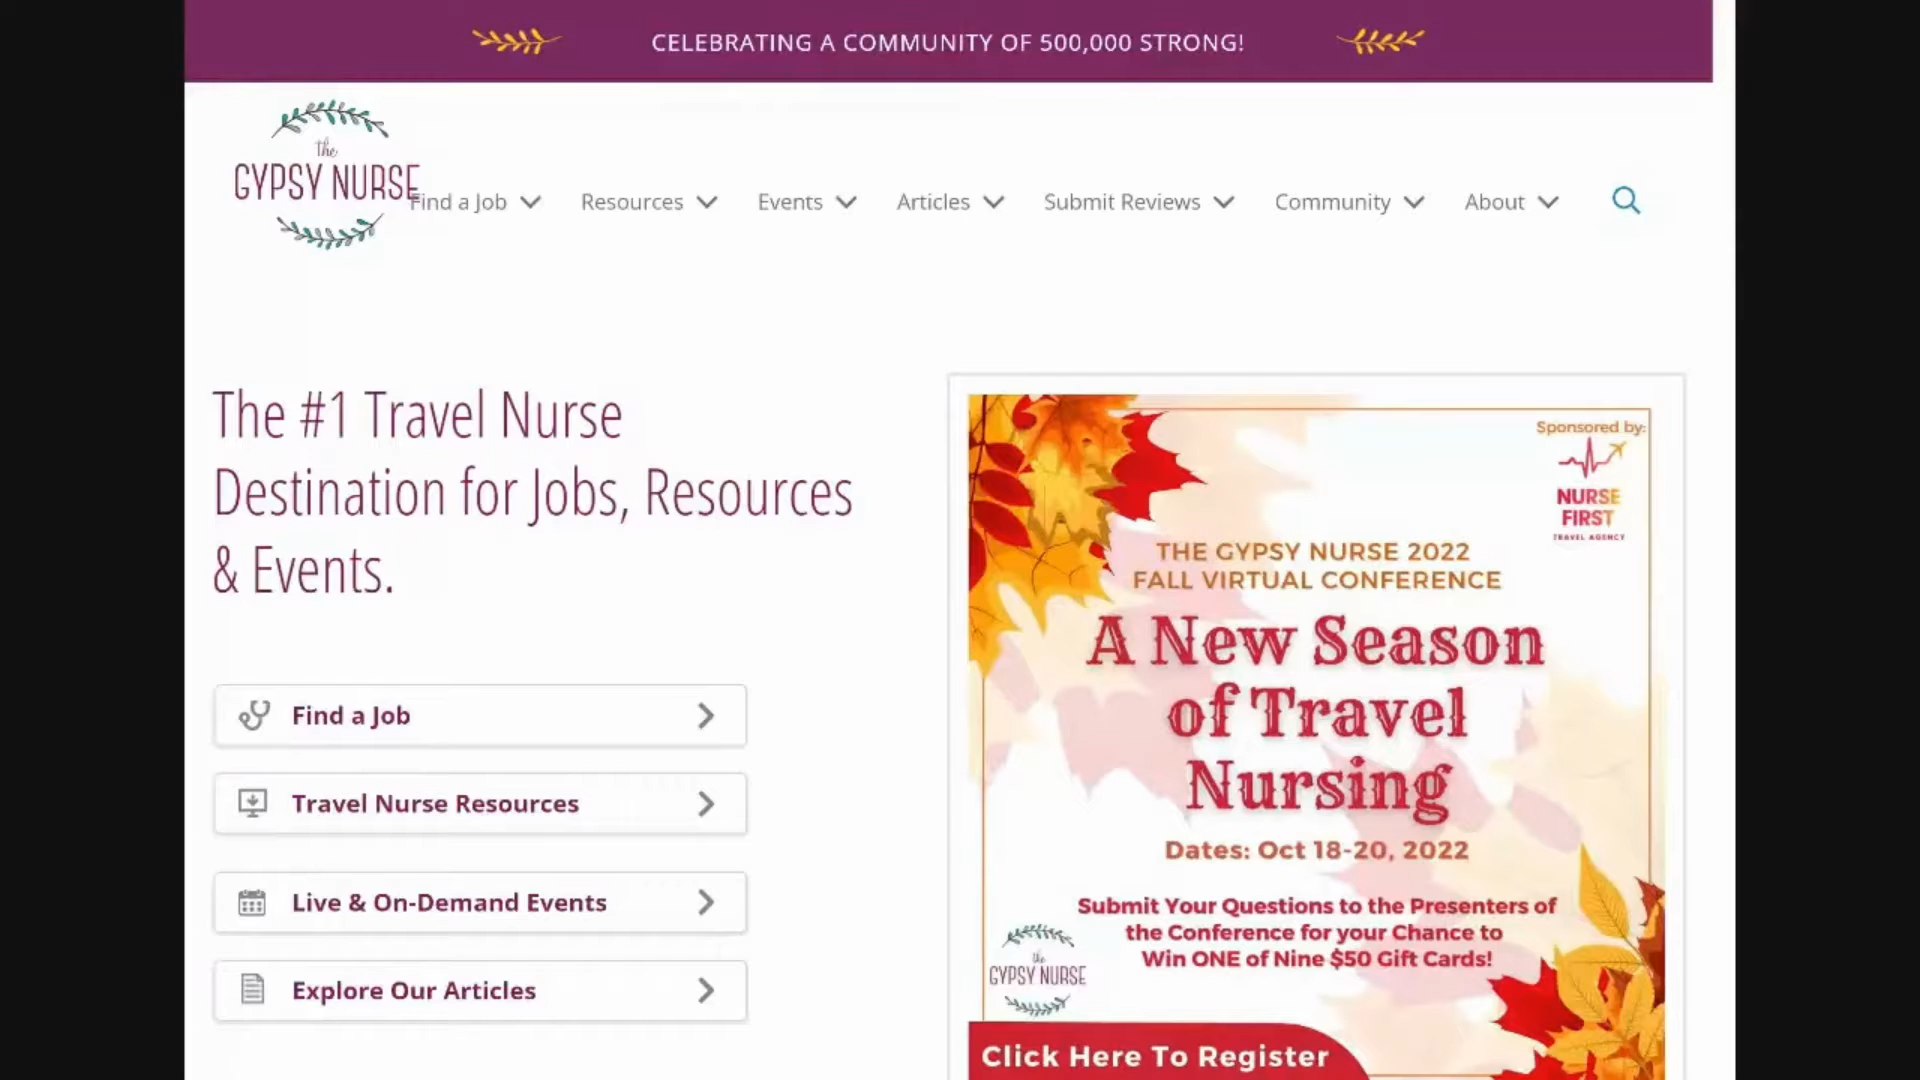 CELEBRATING A COMMUNITY OF 500,000 STRONG!
the
GYPSY NURSE
Find a Job
Resources
Events
Articles
Submit Reviews
Community
About
The #1 Travel Nurse
Destination for Jobs, Resources
& Events.
Find a Job
Travel Nurse Resources
Live & On-Demand Events
Explore Our Articles
Sponsored by:
NURSE
FIRST
TRAVEL AGENCY
THE GYPSY NURSE 2022
FALL VIRTUAL CONFERENCE
A New Season
of Travel
Nursing
Dates: Oct 18-20, 2022
Submit Your Questions to the Presenters of
the Conference for your Chance to
Win ONE of Nine $50 Gift Cards!
the
GYPSY NURSE
Click Here To Register